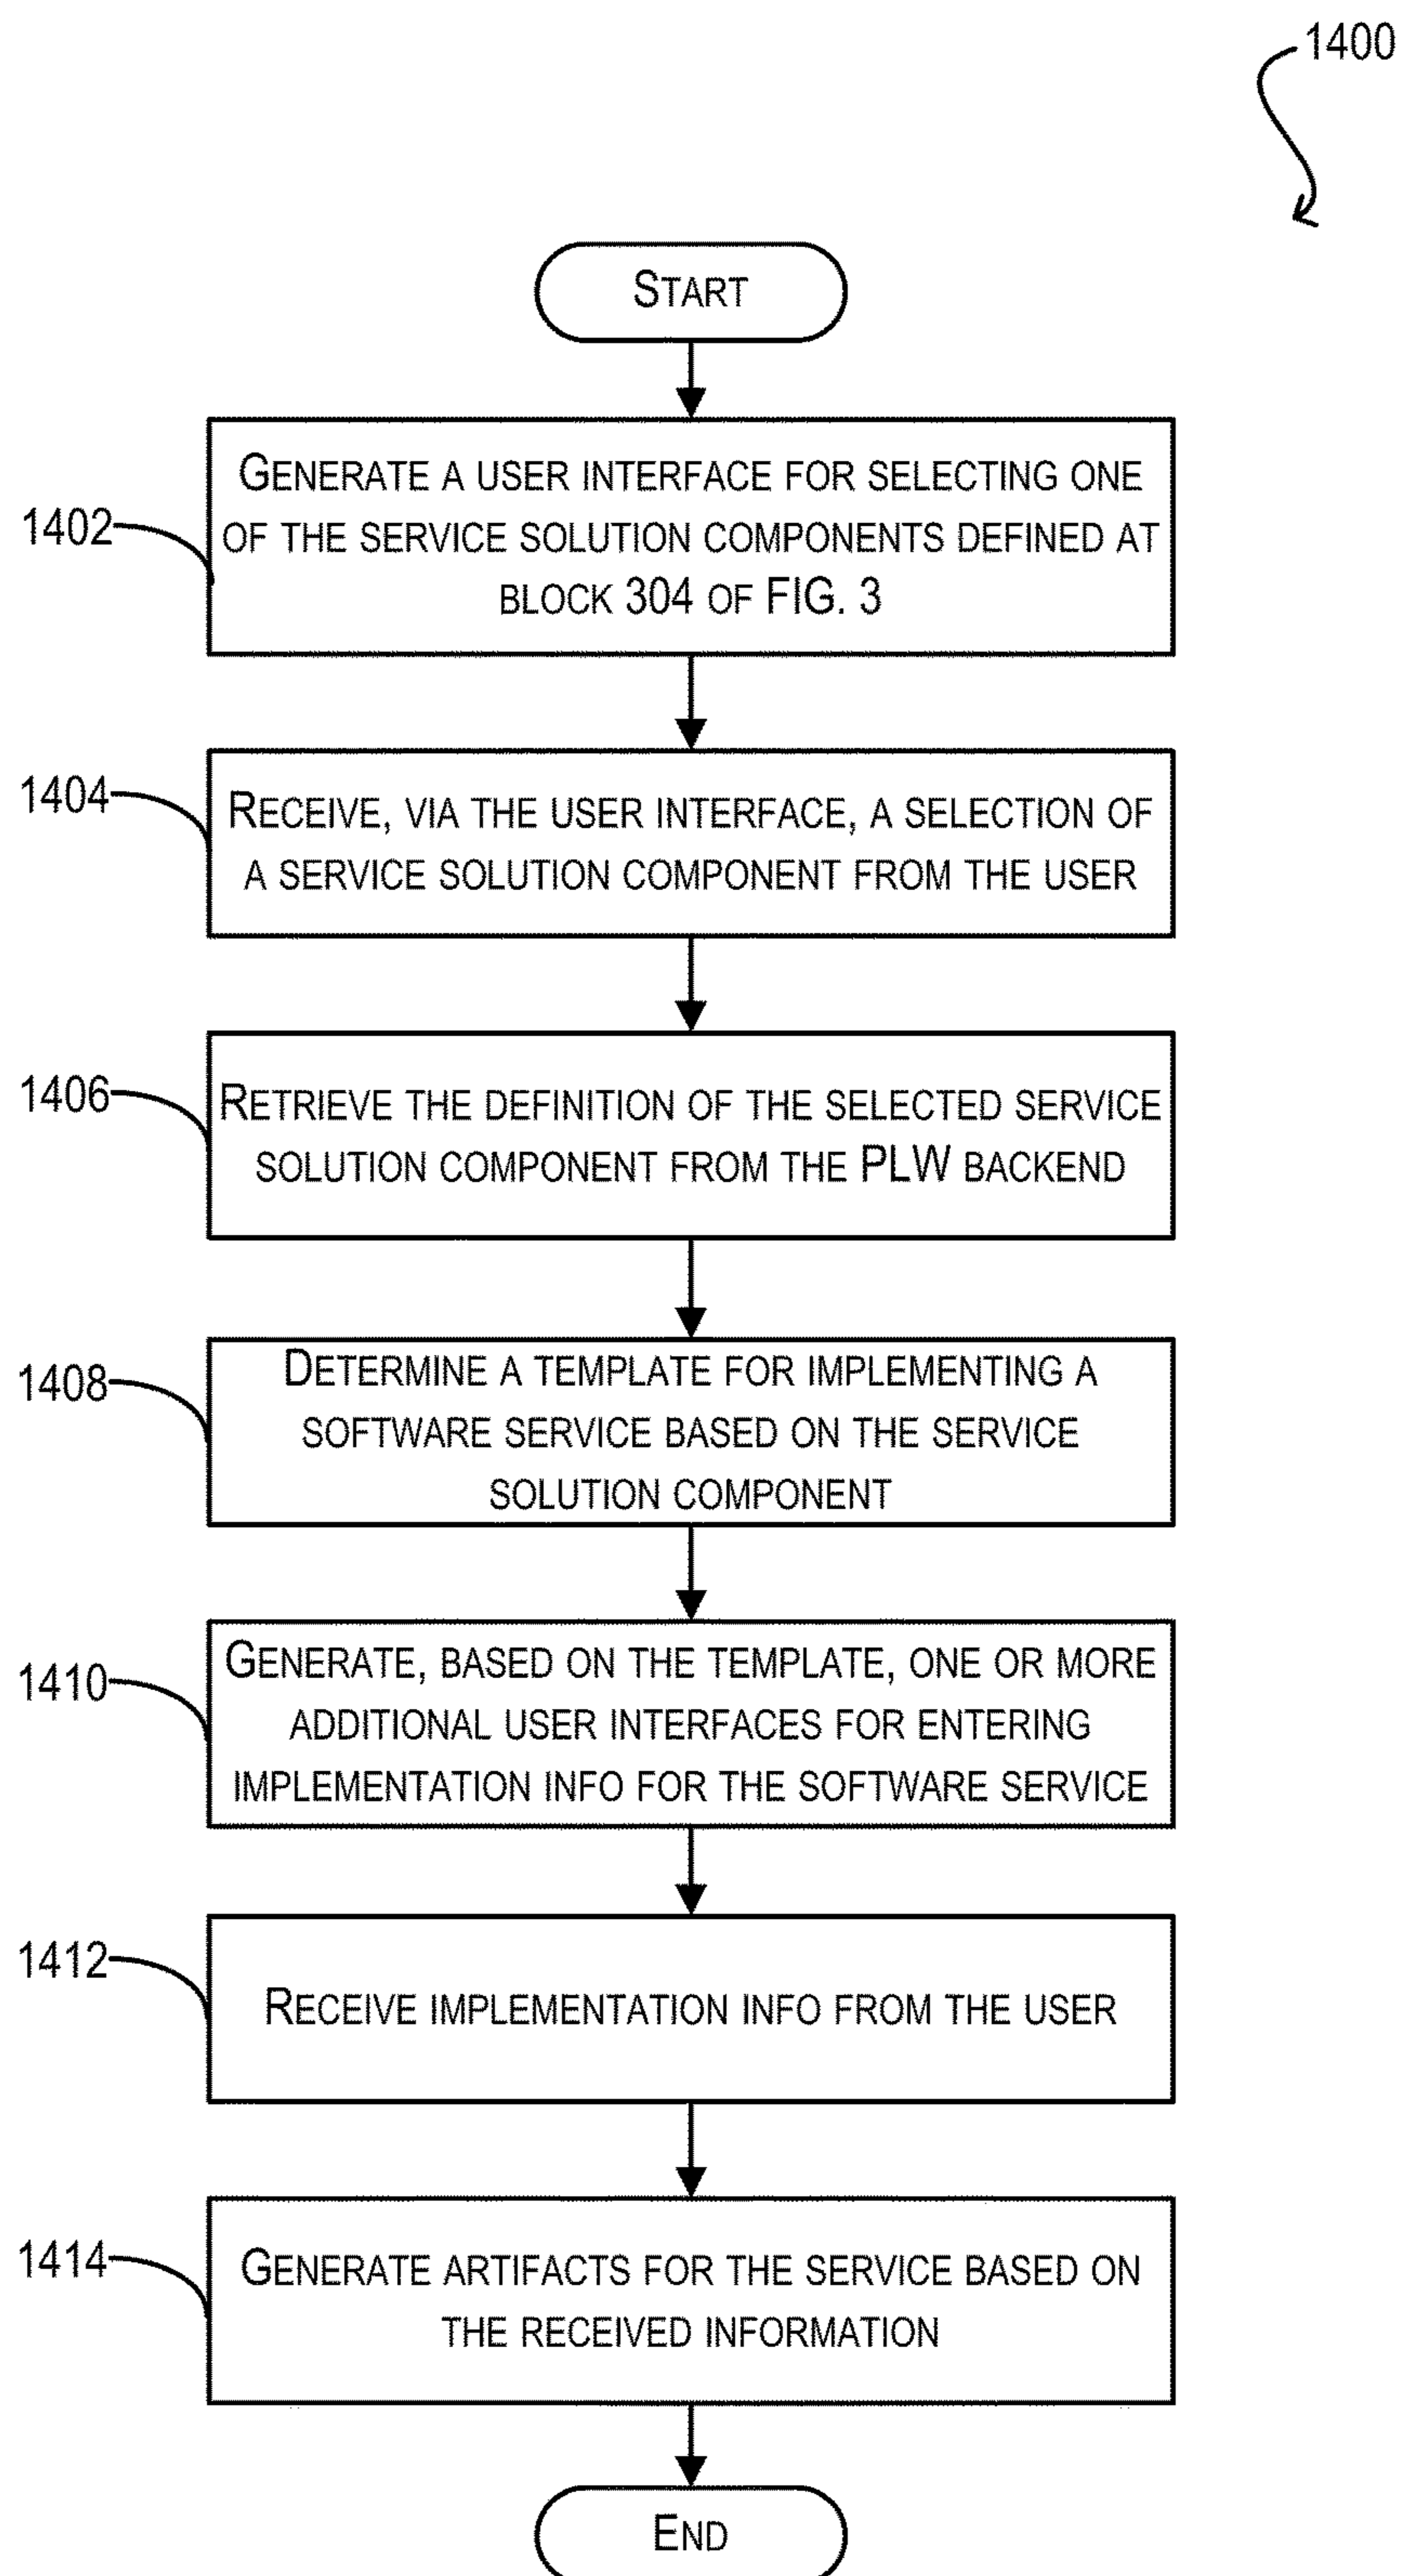 1400
START
1402
GENERATE A USER INTERFACE FOR SELECTING ONE
OF THE SERVICE SOLUTION COMPONENTS DEFINED AT
BLOCK 304 OF FIG. 3
1404
RECEIVE, VIA THE USER INTERFACE, A SELECTION OF
A SERVICE SOLUTION COMPONENT FROM THE USER
1406
RETRIEVE THE DEFINITION OF THE SELECTED SERVICE
SOLUTION COMPONENT FROM THE PLW BACKEND
1408
DETERMINE A TEMPLATE FOR IMPLEMENTING A
SOFTWARE SERVICE BASED ON THE SERVICE
SOLUTION COMPONENT
1410
GENERATE, BASED ON THE TEMPLATE, ONE OR MORE
ADDITIONAL USER INTERFACES FOR ENTERING
IMPLEMENTATION INFO FOR THE SOFTWARE SERVICE
1412
RECEIVE IMPLEMENTATION INFO FROM THE USER
1414
GENERATE ARTIFACTS FOR THE SERVICE BASED ON
THE RECEIVED INFORMATION
END